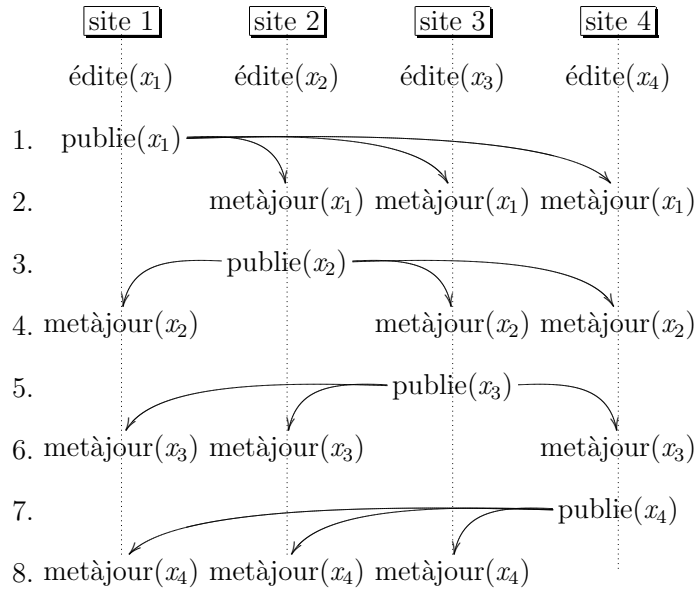 site 1 site 2 site 3 site 4
édite(x₁) édite(x₂) édite(x₃) édite(x₄)
1. publie(x₁)
2. metàjour(x₁) metàjour(x₁) metàjour(x₁)
3. publie(x₂)
4. metàjour(x₂) metàjour(x₂) metàjour(x₂)
5. publie(x₃)
6. metàjour(x₃) metàjour(x₃) metàjour(x₃)
7. publie(x₄)
8. metàjour(x₄) metàjour(x₄) metàjour(x₄)